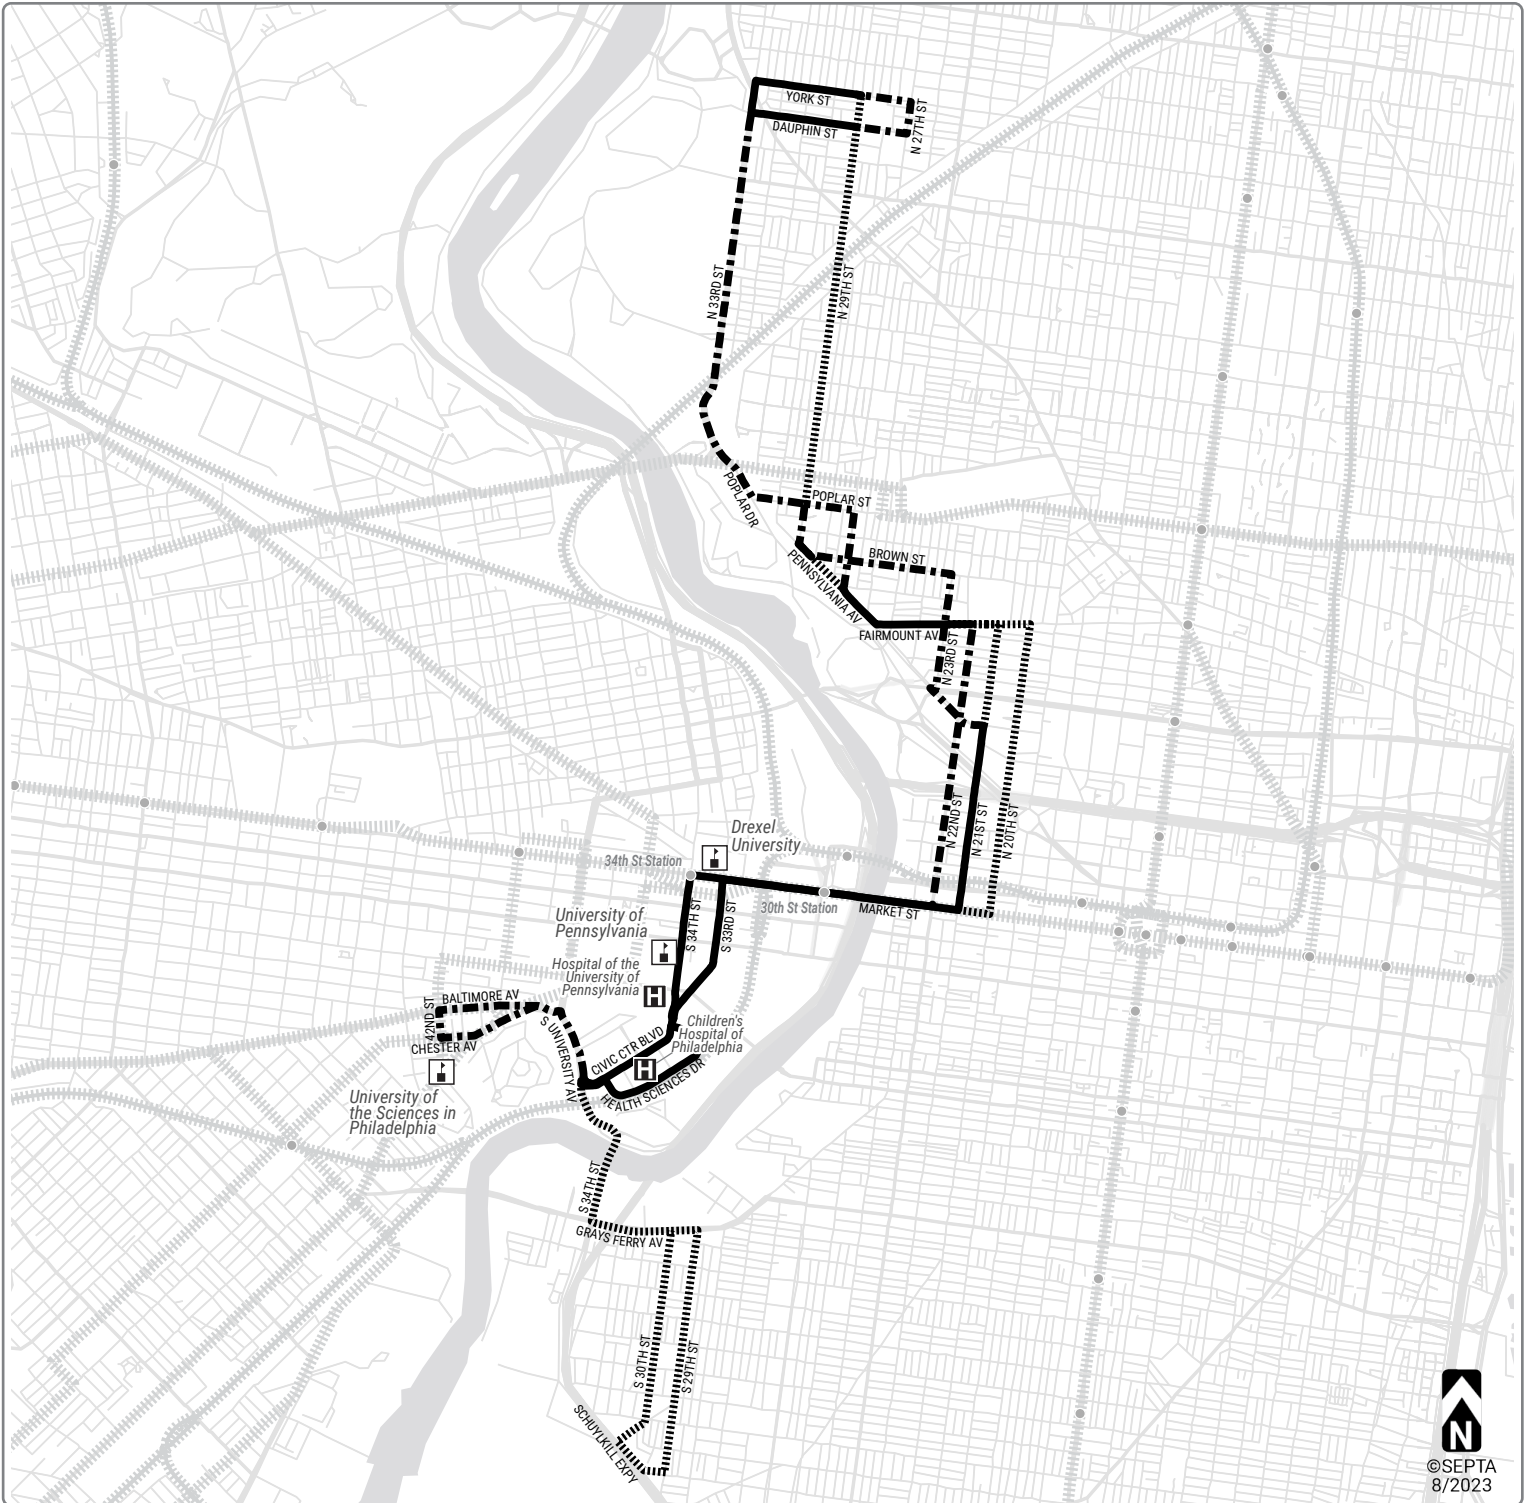 YORK ST
DAUPHIN ST
N 27TH ST
N 33RD ST
N 29TH ST
POPLAR DR
POPLAR ST
BROWN ST
PENNSYLVANIA AV
FAIRMOUNT AV
N 23RD ST
N 22ND ST
N 21ST ST
N 20TH ST
Drexel
University
34th St Station
30th St Station
MARKET ST
University of
Pennsylvania
S 34TH ST
S 33RD ST
Hospital of the
University of
Pennsylvania
H
BALTIMORE AV
42ND ST
CHESTER AV
S UNIVERSITY AV
CIVIC CTR BLVD
Children's
Hospital of
Philadelphia
H
HEALTH SCIENCES DR
University of
the Sciences in
Philadelphia
S 34TH ST
GRAYS FERRY AV
S 30TH ST
S 29TH ST
SCHUYLKILL EXPY
N
©SEPTA
8/2023